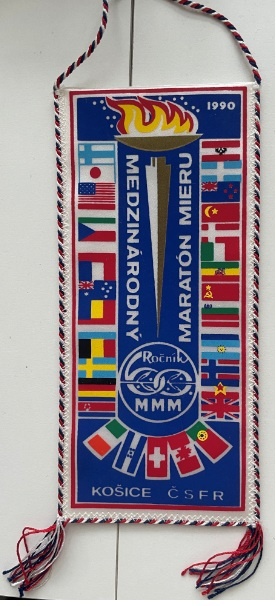 1990
MEDZINÁRODNÝ
MARATÓN MIERU
Ročník
MMM
KOŠICE ČSFR